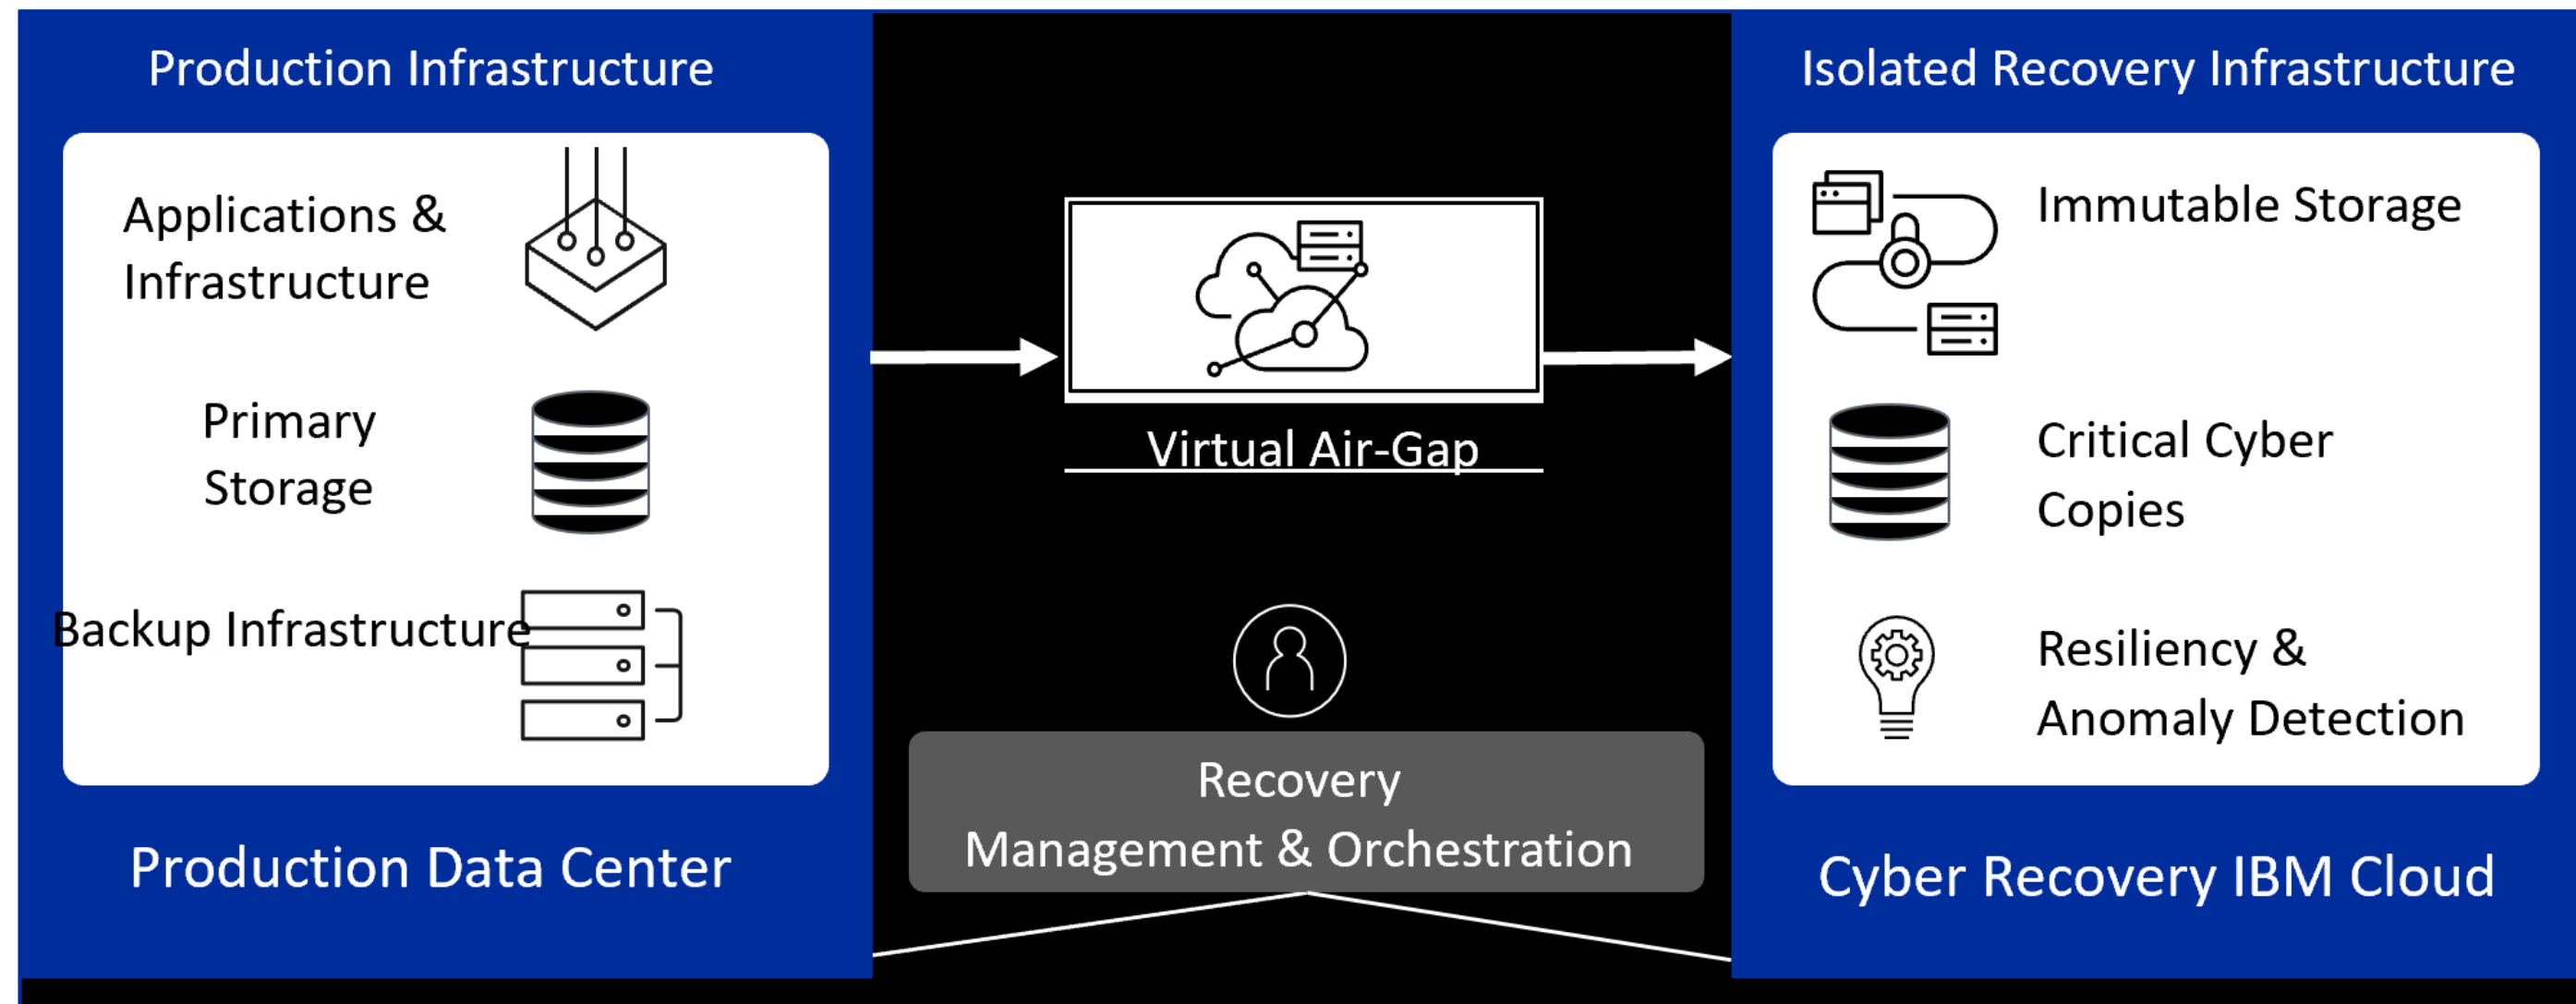 Production Infrastructure
Applications &
Infrastructure
Primary
Storage
Backup Infrastructure
Production Data Center
Virtual Air-Gap
Recovery
Management & Orchestration
Isolated Recovery Infrastructure
Immutable Storage
Critical Cyber
Copies
Resiliency &
Anomaly Detection
Cyber Recovery IBM Cloud